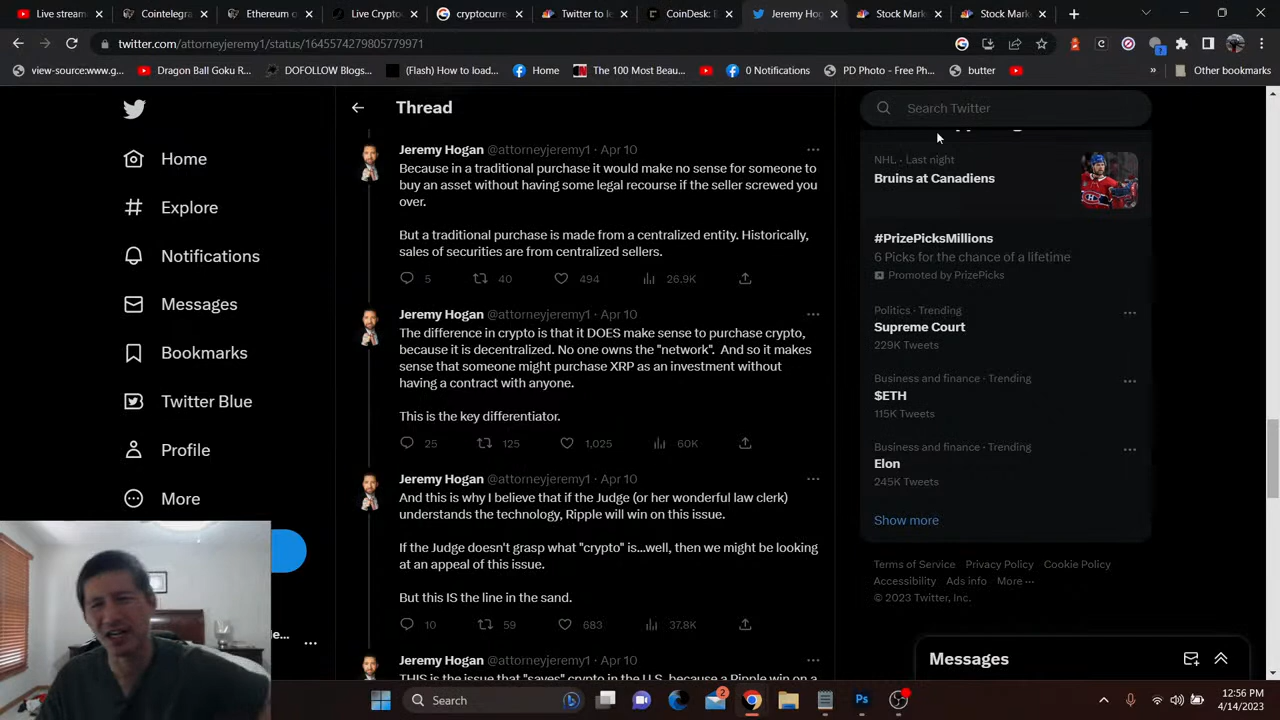 Live stream
Cointelegra
Ethereum o
Live Crypto
cryptocurre
Twitter to le
CoinDesk: B
Jeremy Hog
Stock Mark
Stock Mark
twitter.com/attorneyjeremy1/status/1645574279805779971
view-source:www.g...
Dragon Ball Goku R...
DOFOLLOW Blogs...
(Flash) How to load...
Home
The 100 Most Beau...
0 Notifications
PD Photo - Free Ph...
butter
»
Other bookmarks
Home
Explore
Notifications
Messages
Bookmarks
Twitter Blue
Profile
More
e...
Thread
Jeremy Hogan @attorneyjeremy1 · Apr 10
Because in a traditional purchase it would make no sense for someone to
buy an asset without having some legal recourse if the seller screwed you
over.
But a traditional purchase is made from a centralized entity. Historically,
sales of securities are from centralized sellers.
5 40 494 26.9K
Jeremy Hogan @attorneyjeremy1 · Apr 10
The difference in crypto is that it DOES make sense to purchase crypto,
because it is decentralized. No one owns the "network". And so it makes
sense that someone might purchase XRP as an investment without
having a contract with anyone.
This is the key differentiator.
25 125 1,025 60K
Jeremy Hogan @attorneyjeremy1 · Apr 10
And this is why I believe that if the Judge (or her wonderful law clerk)
understands the technology, Ripple will win on this issue.
If the Judge doesn't grasp what "crypto" is...well, then we might be looking
at an appeal of this issue.
But this IS the line in the sand.
10 59 683 37.8K
Jeremy Hogan @attorneyjeremy1 · Apr 10
THIS is the issue that "saves" crypto in the U.S. because a Ripple win on a
Search Twitter
NHL · Last night
Bruins at Canadiens
#PrizePicksMillions
6 Picks for the chance of a lifetime
Promoted by PrizePicks
Politics · Trending
Supreme Court
229K Tweets
Business and finance · Trending
$ETH
115K Tweets
Business and finance · Trending
Elon
245K Tweets
Show more
Terms of Service Privacy Policy Cookie Policy
Accessibility Ads info More ···
© 2023 Twitter, Inc.
Messages
Search
2
12:56 PM
4/14/2023